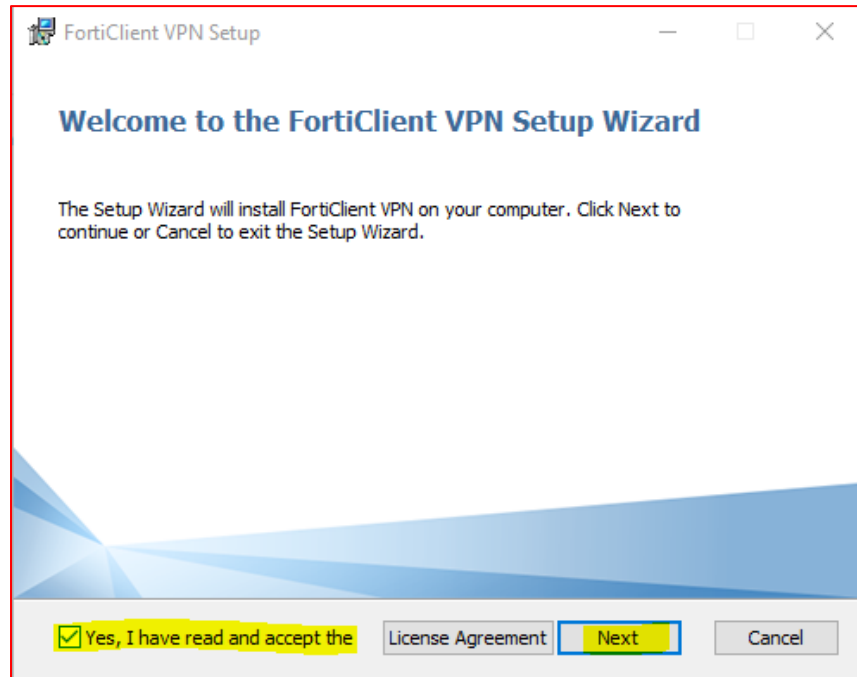 FortiClient VPN Setup
Welcome to the FortiClient VPN Setup Wizard
The Setup Wizard will install FortiClient VPN on your computer. Click Next to
continue or Cancel to exit the Setup Wizard.
Yes, I have read and accept the License Agreement Next Cancel